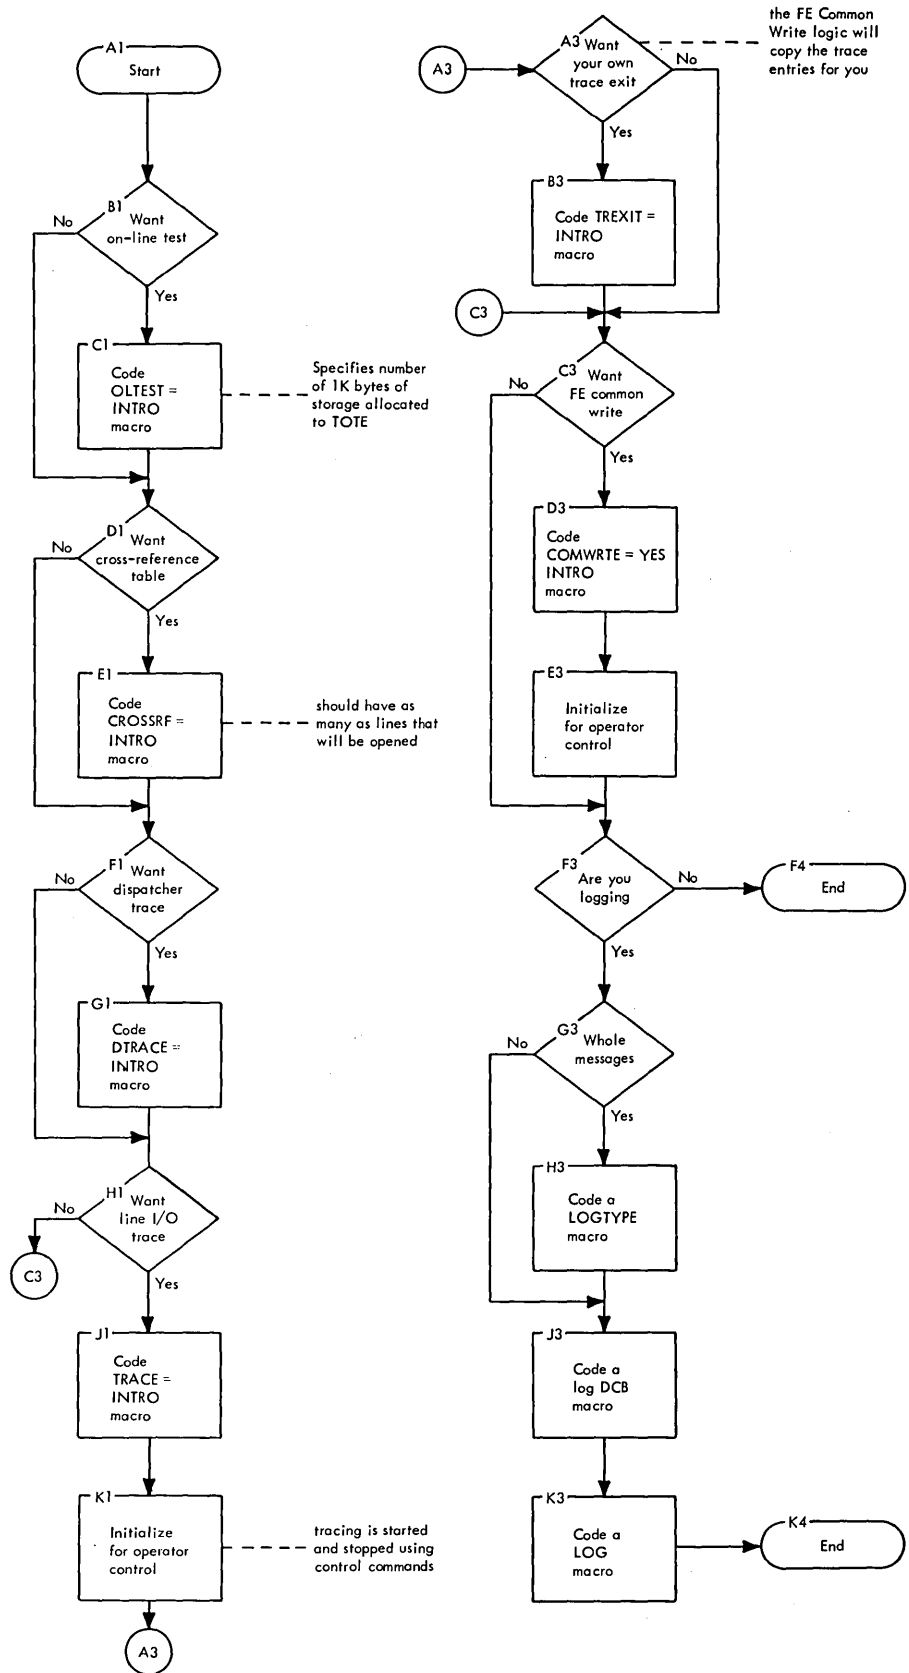 A1
Start
B1
Want
on-line test
No
Yes
C1
Code
OLTEST =
INTRO
macro
Specifies number
of 1K bytes of
storage allocated
to TOTE
D1
Want
cross-reference
table
No
Yes
E1
Code
CROSSRF =
INTRO
macro
should have as
many as lines that
will be opened
F1
Want
dispatcher
trace
No
Yes
G1
Code
DTRACE =
INTRO
macro
H1
Want
line I/O
trace
No
C3
Yes
J1
Code
TRACE =
INTRO
macro
K1
Initialize
for operator
control
tracing is started
and stopped using
control commands
A3
A3
A3
Want
your own
trace exit
the FE Common
Write logic will
copy the trace
entries for you
No
Yes
B3
Code TREXIT =
INTRO
macro
C3
C3
Want
FE common
write
No
Yes
D3
Code
COMWRTE = YES
INTRO
macro
E3
Initialize
for operator
control
F3
Are you
logging
No
F4
End
Yes
G3
Whole
messages
No
Yes
H3
Code a
LOGTYPE
macro
J3
Code a
log DCB
macro
K3
Code a
LOG
macro
K4
End